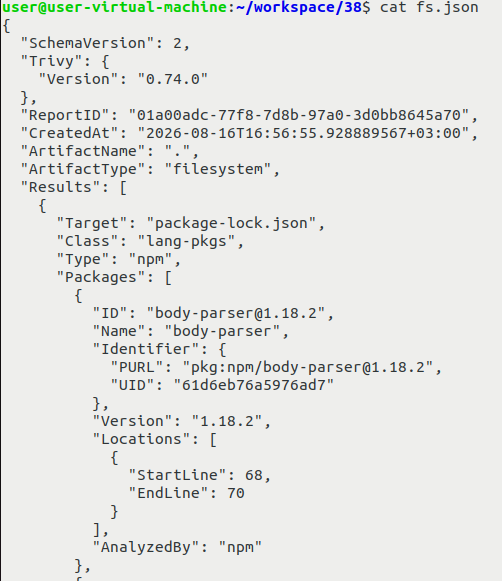 user@user-virtual-machine:~/workspace/38$ cat fs.json
{
  "SchemaVersion": 2,
  "Trivy": {
    "Version": "0.74.0"
  },
  "ReportID": "01a00adc-77f8-7d8b-97a0-3d0bb8645a70",
  "CreatedAt": "2026-08-16T16:56:55.928889567+03:00",
  "ArtifactName": ".",
  "ArtifactType": "filesystem",
  "Results": [
    {
      "Target": "package-lock.json",
      "Class": "lang-pkgs",
      "Type": "npm",
      "Packages": [
        {
          "ID": "body-parser@1.18.2",
          "Name": "body-parser",
          "Identifier": {
            "PURL": "pkg:npm/body-parser@1.18.2",
            "UID": "61d6eb76a5976ad7"
          },
          "Version": "1.18.2",
          "Locations": [
            {
              "StartLine": 68,
              "EndLine": 70
            }
          ],
          "AnalyzedBy": "npm"
        },
        {